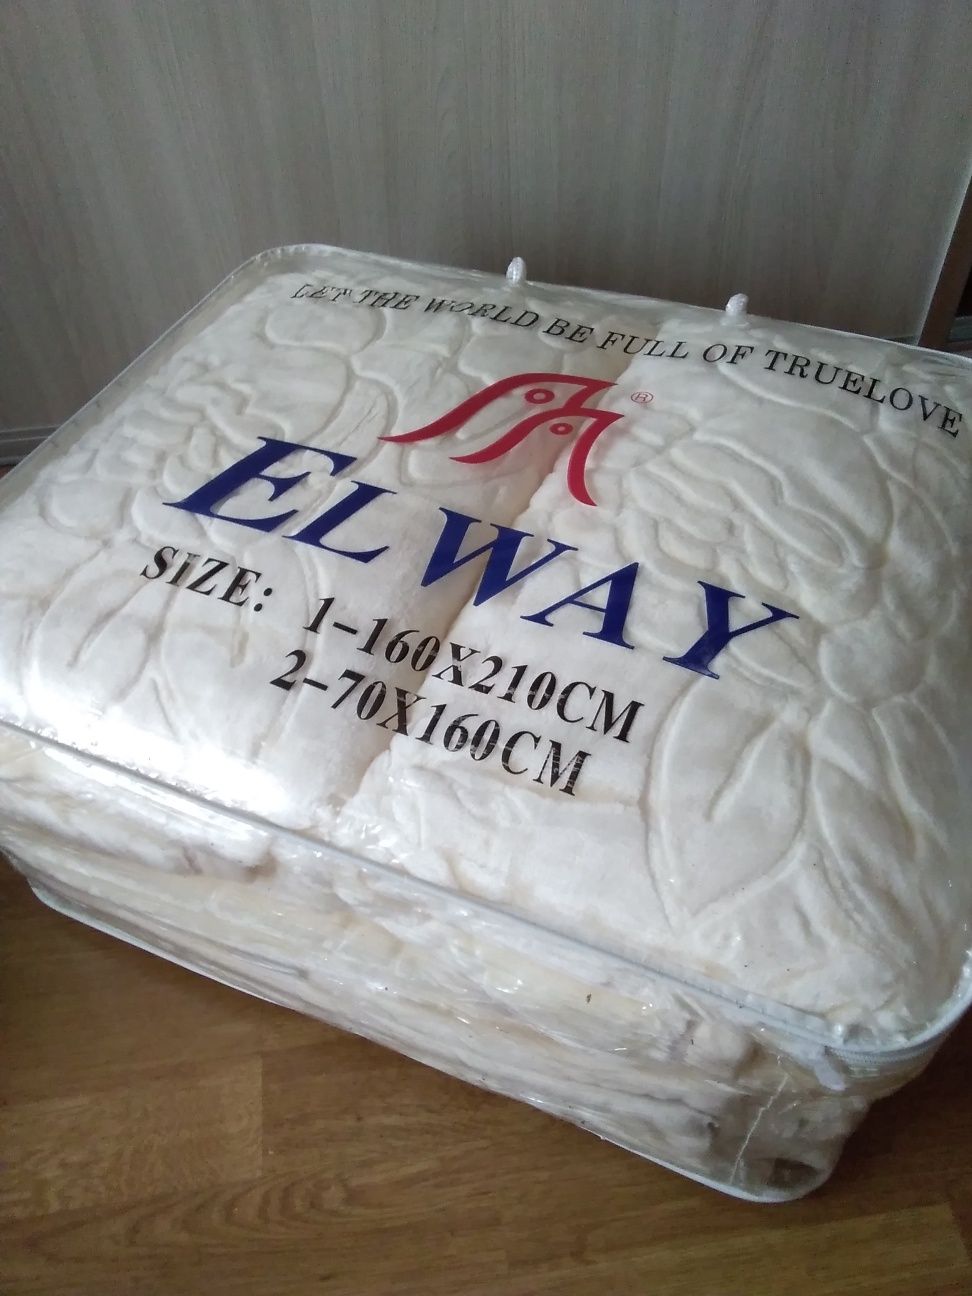 LET THE WORLD BE FULL OF TRUELOVE
®
ELWAY
SIZE: 1-160X210CM
2-70X160CM